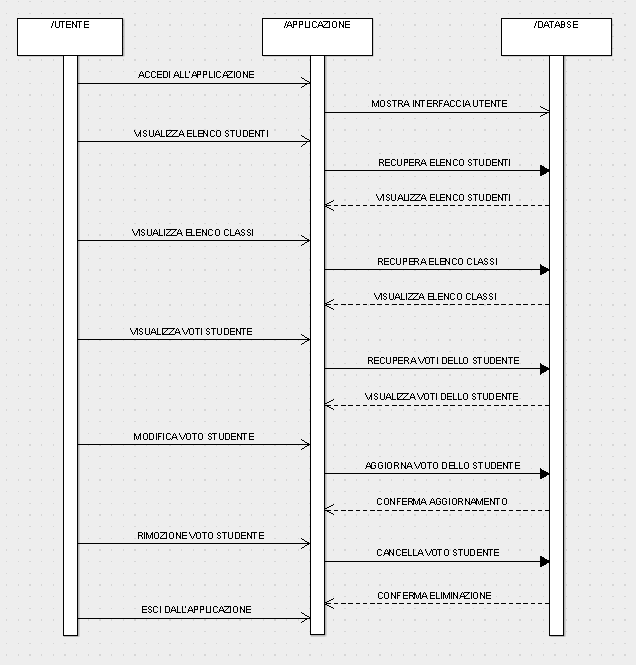 /UTENTE
/APPLICAZIONE
/DATABSE
ACCEDI ALL'APPLICAZIONE
MOSTRA INTERFACCIA UTENTE
VISUALIZZA ELENCO STUDENTI
RECUPERA ELENCO STUDENTI
VISUALIZZA ELENCO STUDENTI
VISUALIZZA ELENCO CLASSI
RECUPERA ELENCO CLASSI
VISUALIZZA ELENCO CLASSI
VISUALIZZA VOTI STUDENTE
RECUPERA VOTI DELLO STUDENTE
VISUALIZZA VOTI DELLO STUDENTE
MODIFICA VOTO STUDENTE
AGGIORNA VOTO DELLO STUDENTE
CONFERMA AGGIORNAMENTO
RIMOZIONE VOTO STUDENTE
CANCELLA VOTO STUDENTE
CONFERMA ELIMINAZIONE
ESCI DALL'APPLICAZIONE